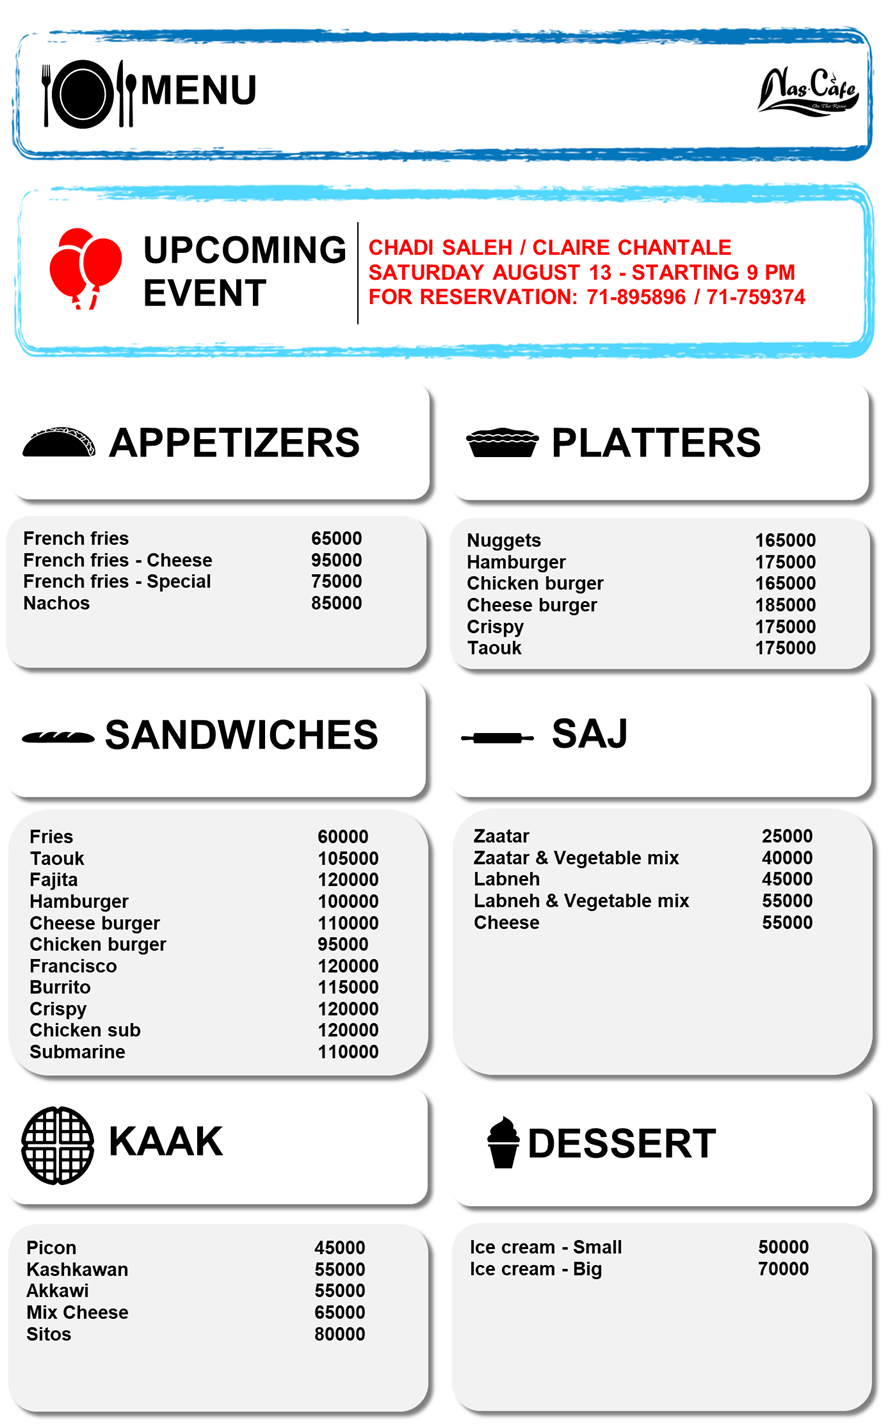 MENU
Nas Cafe
On The River
UPCOMING
EVENT
CHADI SALEH / CLAIRE CHANTALE
SATURDAY AUGUST 13 - STARTING 9 PM
FOR RESERVATION: 71-895896 / 71-759374
APPETIZERS
French fries 65000
French fries - Cheese 95000
French fries - Special 75000
Nachos 85000
PLATTERS
Nuggets 165000
Hamburger 175000
Chicken burger 165000
Cheese burger 185000
Crispy 175000
Taouk 175000
SANDWICHES
Fries 60000
Taouk 105000
Fajita 120000
Hamburger 100000
Cheese burger 110000
Chicken burger 95000
Francisco 120000
Burrito 115000
Crispy 120000
Chicken sub 120000
Submarine 110000
SAJ
Zaatar 25000
Zaatar & Vegetable mix 40000
Labneh 45000
Labneh & Vegetable mix 55000
Cheese 55000
KAAK
Picon 45000
Kashkawan 55000
Akkawi 55000
Mix Cheese 65000
Sitos 80000
DESSERT
Ice cream - Small 50000
Ice cream - Big 70000